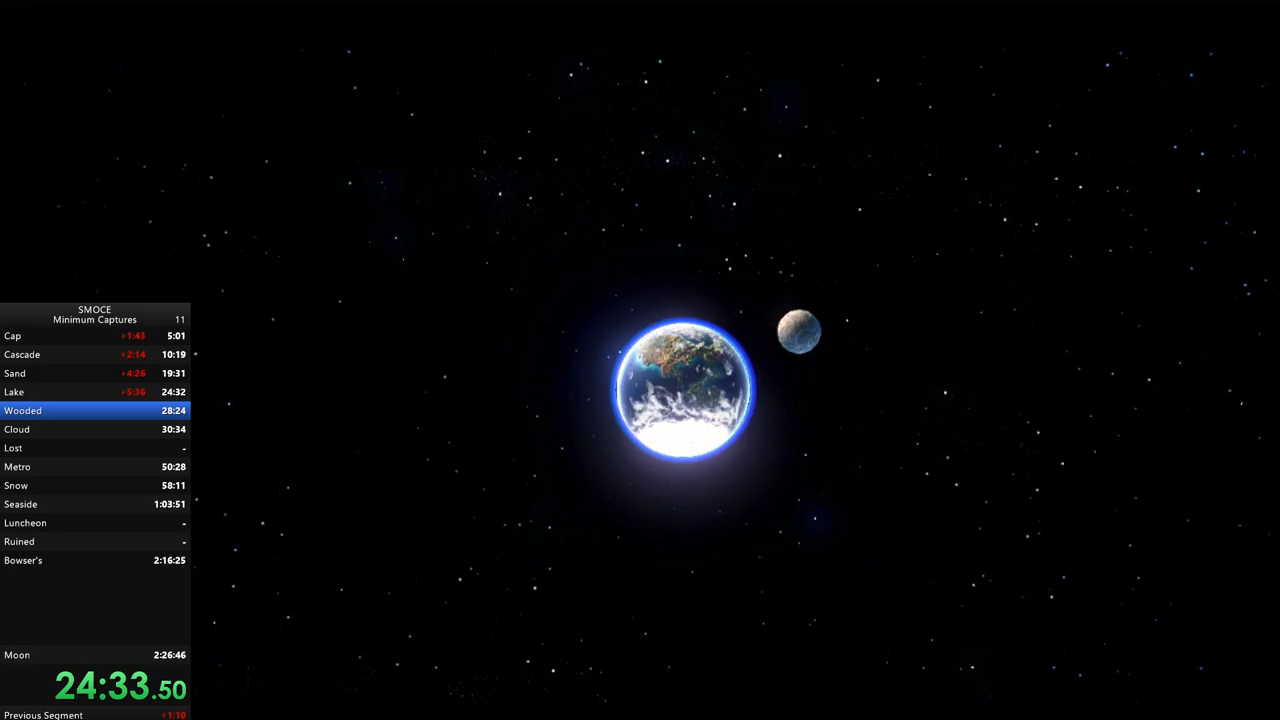 SMOCE
Minimum Captures 11
Cap +1:43 5:01
Cascade +2:14 10:19
Sand +4:26 19:31
Lake +5:36 24:32
Wooded 28:24
Cloud 30:34
Lost -
Metro 50:28
Snow 58:11
Seaside 1:03:51
Luncheon -
Ruined -
Bowser's 2:16:25
Moon 2:26:46
24:33.50
Previous Segment +1:10